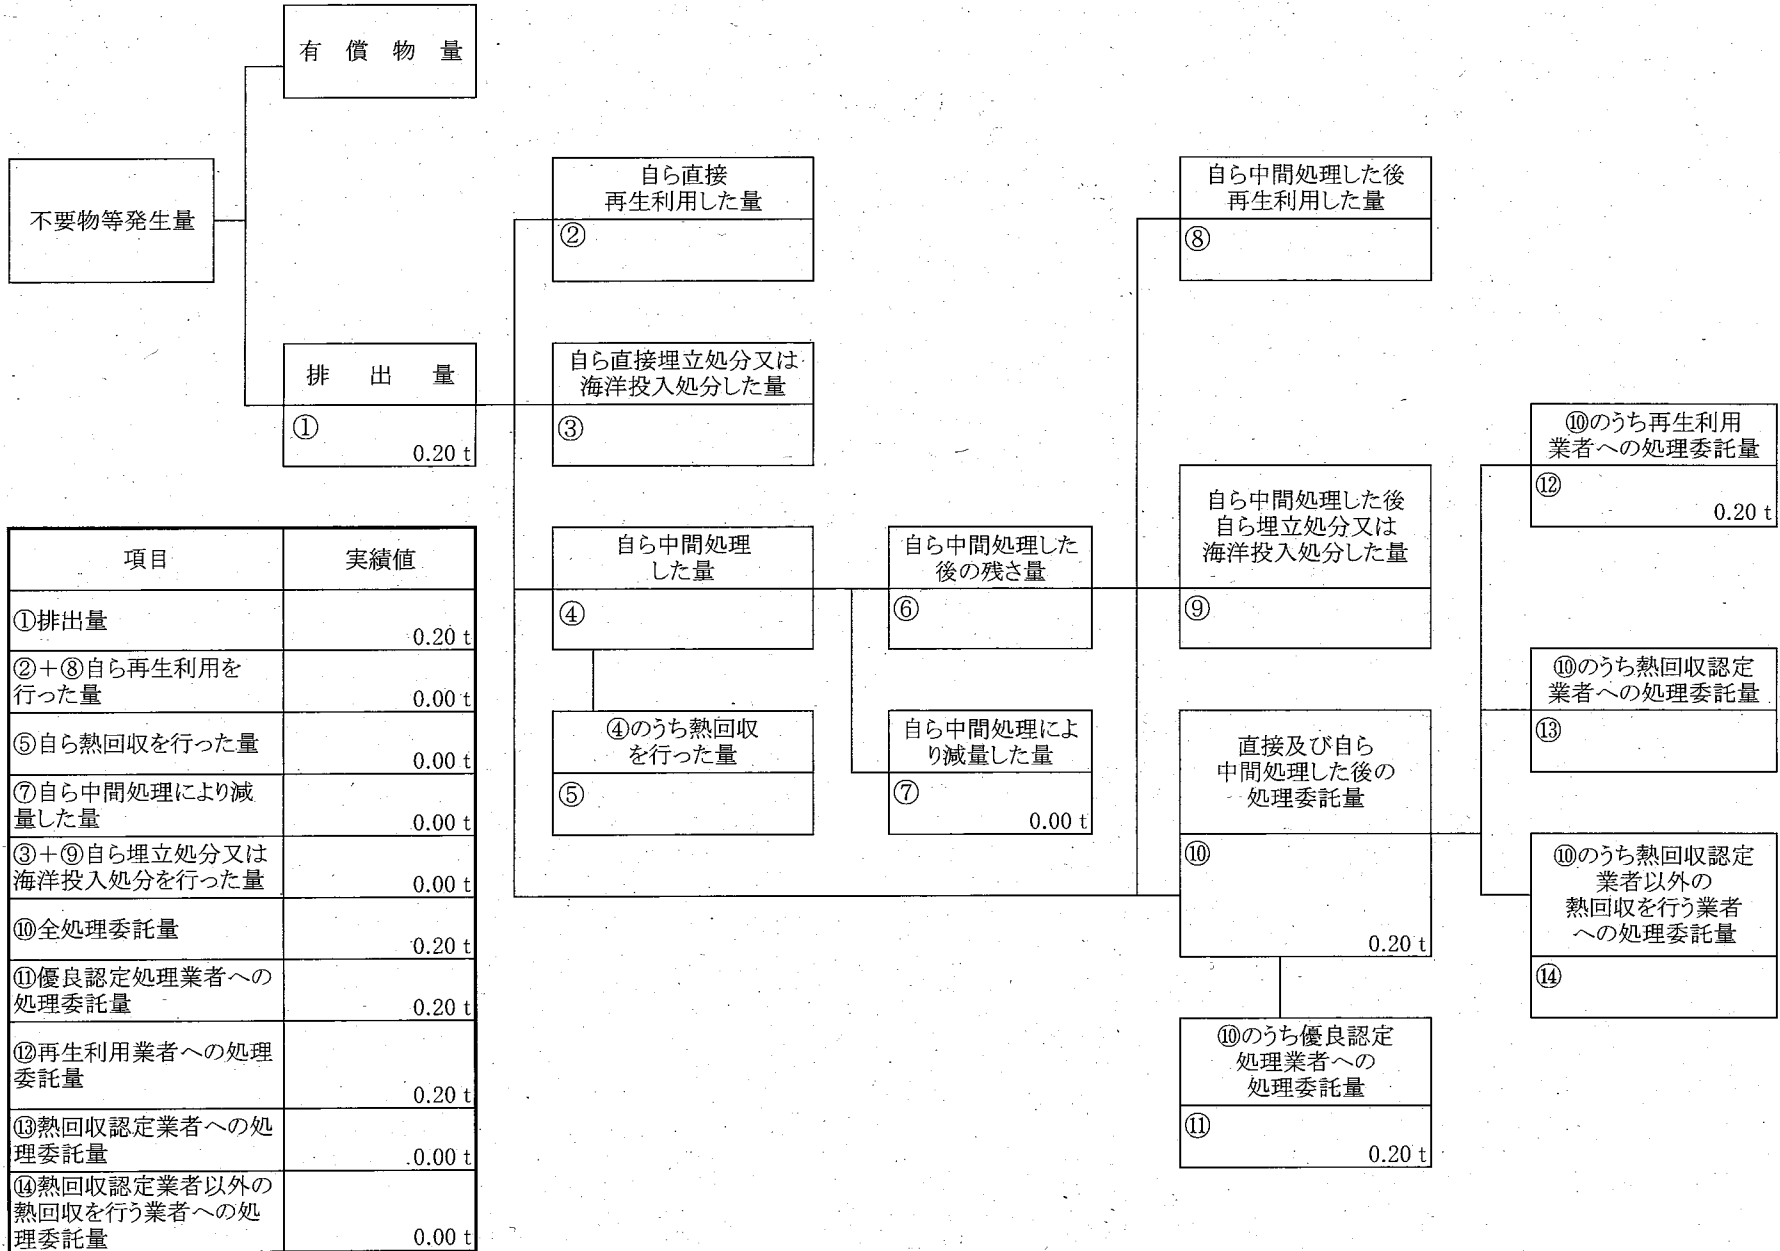 有償物量
不要物等発生量
排出量
①
0.20 t
自ら直接
再生利用した量
②
自ら直接埋立処分又は
海洋投入処分した量
③
自ら中間処理
した量
④
④のうち熱回収
を行った量
⑤
自ら中間処理した
後の残さ量
⑥
自ら中間処理によ
り減量した量
⑦
0.00 t
自ら中間処理した後
再生利用した量
⑧
自ら中間処理した後
自ら埋立処分又は
海洋投入処分した量
⑨
直接及び自ら
中間処理した後の
処理委託量
⑩
0.20 t
⑩のうち優良認定
処理業者への
処理委託量
⑪
0.20 t
⑩のうち再生利用
業者への処理委託量
⑫
0.20 t
⑩のうち熱回収認定
業者への処理委託量
⑬
⑩のうち熱回収認定
業者以外の
熱回収を行う業者
への処理委託量
⑭
項目 実績値
①排出量
0.20 t
②+⑧自ら再生利用を
行った量
0.00 t
⑤自ら熱回収を行った量
0.00 t
⑦自ら中間処理により減
量した量
0.00 t
③+⑨自ら埋立処分又は
海洋投入処分を行った量
0.00 t
⑩全処理委託量
0.20 t
⑪優良認定処理業者への
処理委託量
0.20 t
⑫再生利用業者への処理
委託量
0.20 t
⑬熱回収認定業者への処
理委託量
0.00 t
⑭熱回収認定業者以外の
熱回収を行う業者への処
理委託量
0.00 t